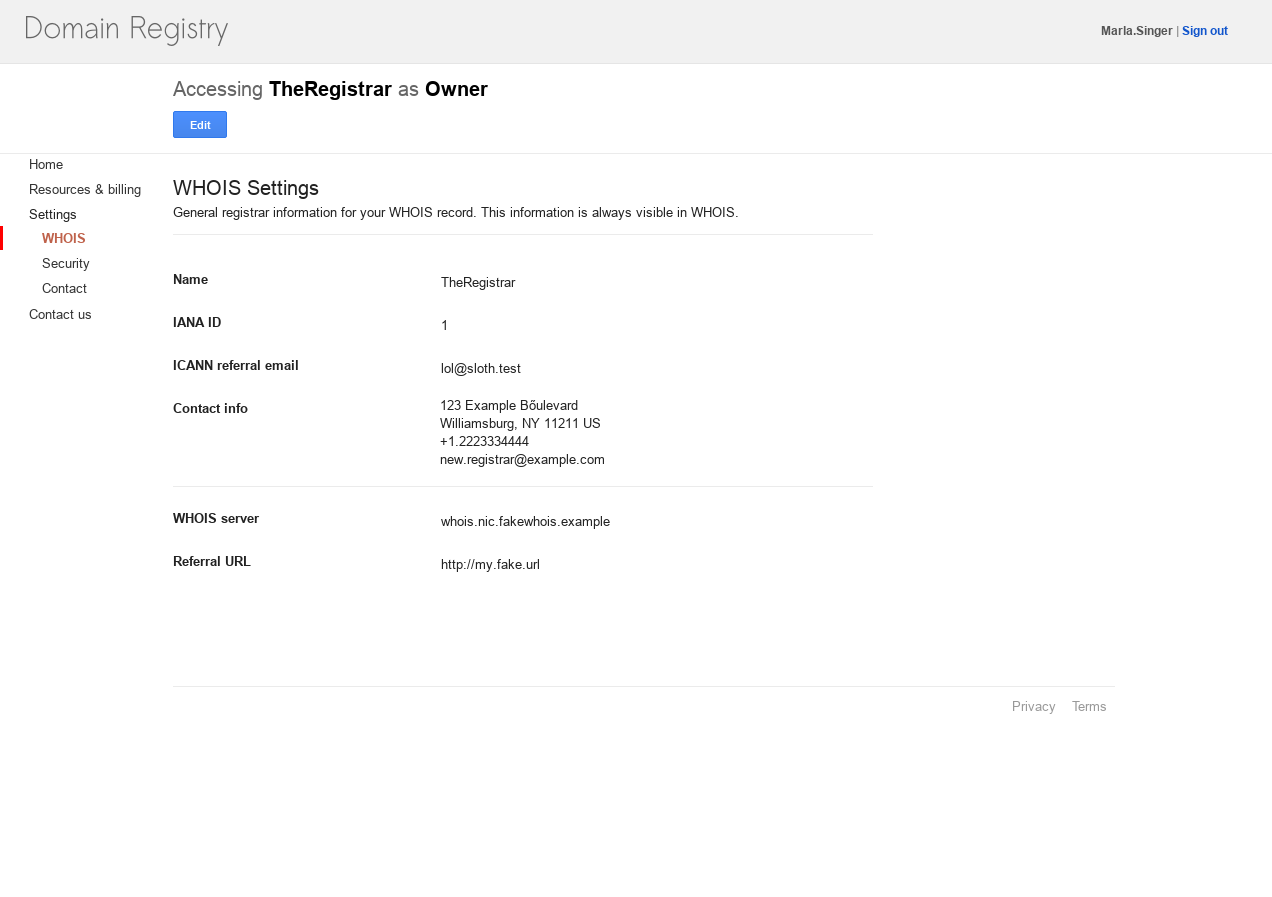 Domain Registry
Marla.Singer | Sign out
Accessing TheRegistrar as Owner
Edit
Home
Resources & billing
Settings
WHOIS
Security
Contact
Contact us
WHOIS Settings
General registrar information for your WHOIS record. This information is always visible in WHOIS.
Name TheRegistrar
IANA ID 1
ICANN referral email lol@sloth.test
Contact info 123 Example Bőulevard
Williamsburg, NY 11211 US
+1.2223334444
new.registrar@example.com
WHOIS server whois.nic.fakewhois.example
Referral URL http://my.fake.url
Privacy Terms